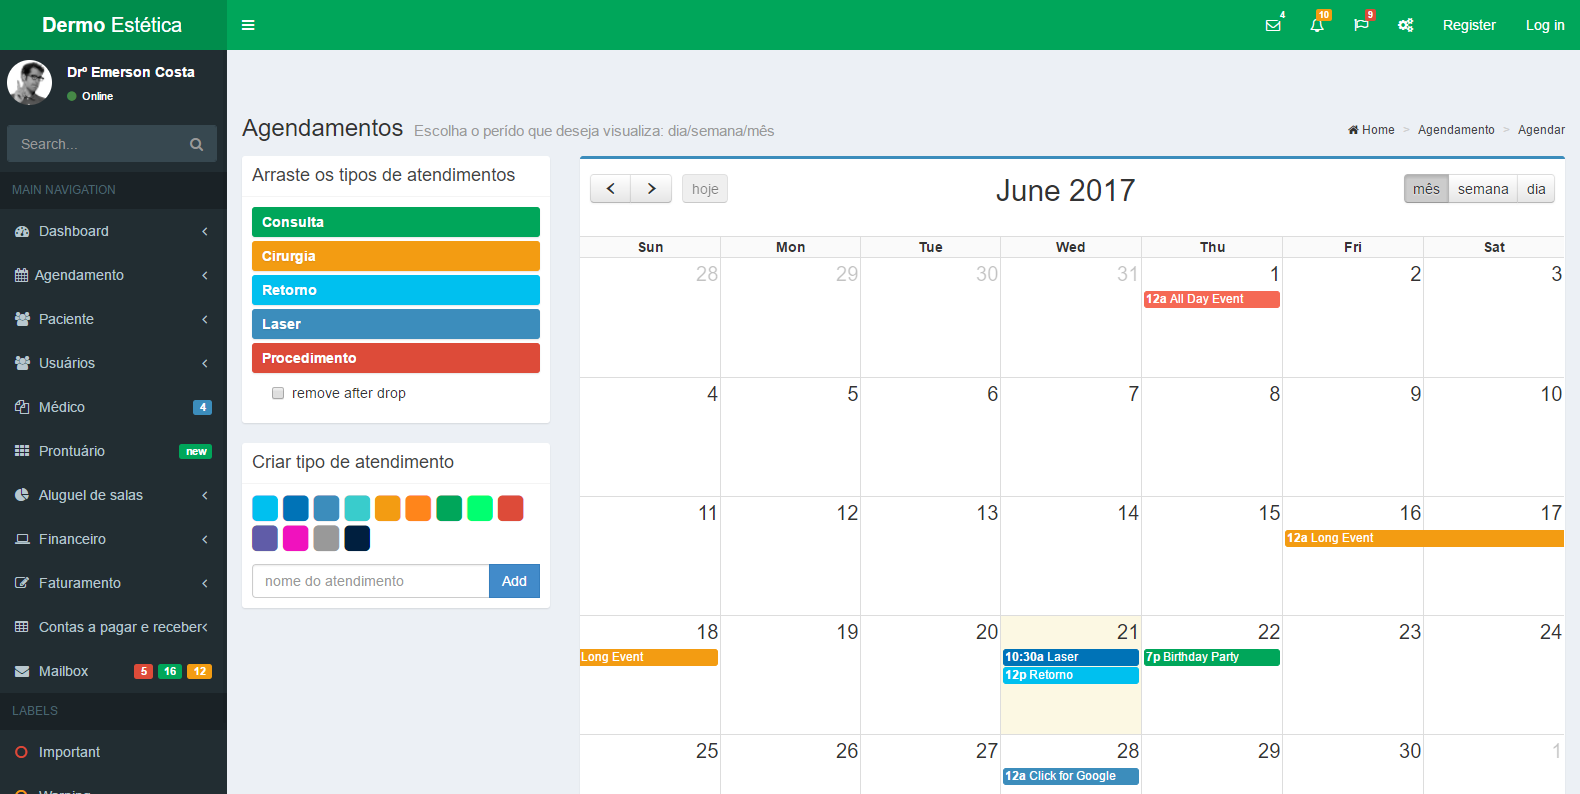 Dermo Estética
4
10
9
Register
Log in
Drº Emerson Costa
Online
Search...
MAIN NAVIGATION
Dashboard
Agendamento
Paciente
Usuários
Médico 4
Prontuário new
Aluguel de salas
Financeiro
Faturamento
Contas a pagar e receber
Mailbox 5 16 12
LABELS
Important
Warning
Agendamentos Escolha o perído que deseja visualiza: dia/semana/mês
Home > Agendamento > Agendar
Arraste os tipos de atendimentos
Consulta
Cirurgia
Retorno
Laser
Procedimento
remove after drop
Criar tipo de atendimento
nome do atendimento Add
hoje
June 2017
mês semana dia
Sun Mon Tue Wed Thu Fri Sat
28 29 30 31 1 2 3
12a All Day Event
4 5 6 7 8 9 10
11 12 13 14 15 16 17
12a Long Event
18 19 20 21 22 23 24
Long Event 10:30a Laser 7p Birthday Party
12p Retorno
25 26 27 28 29 30 1
12a Click for Google